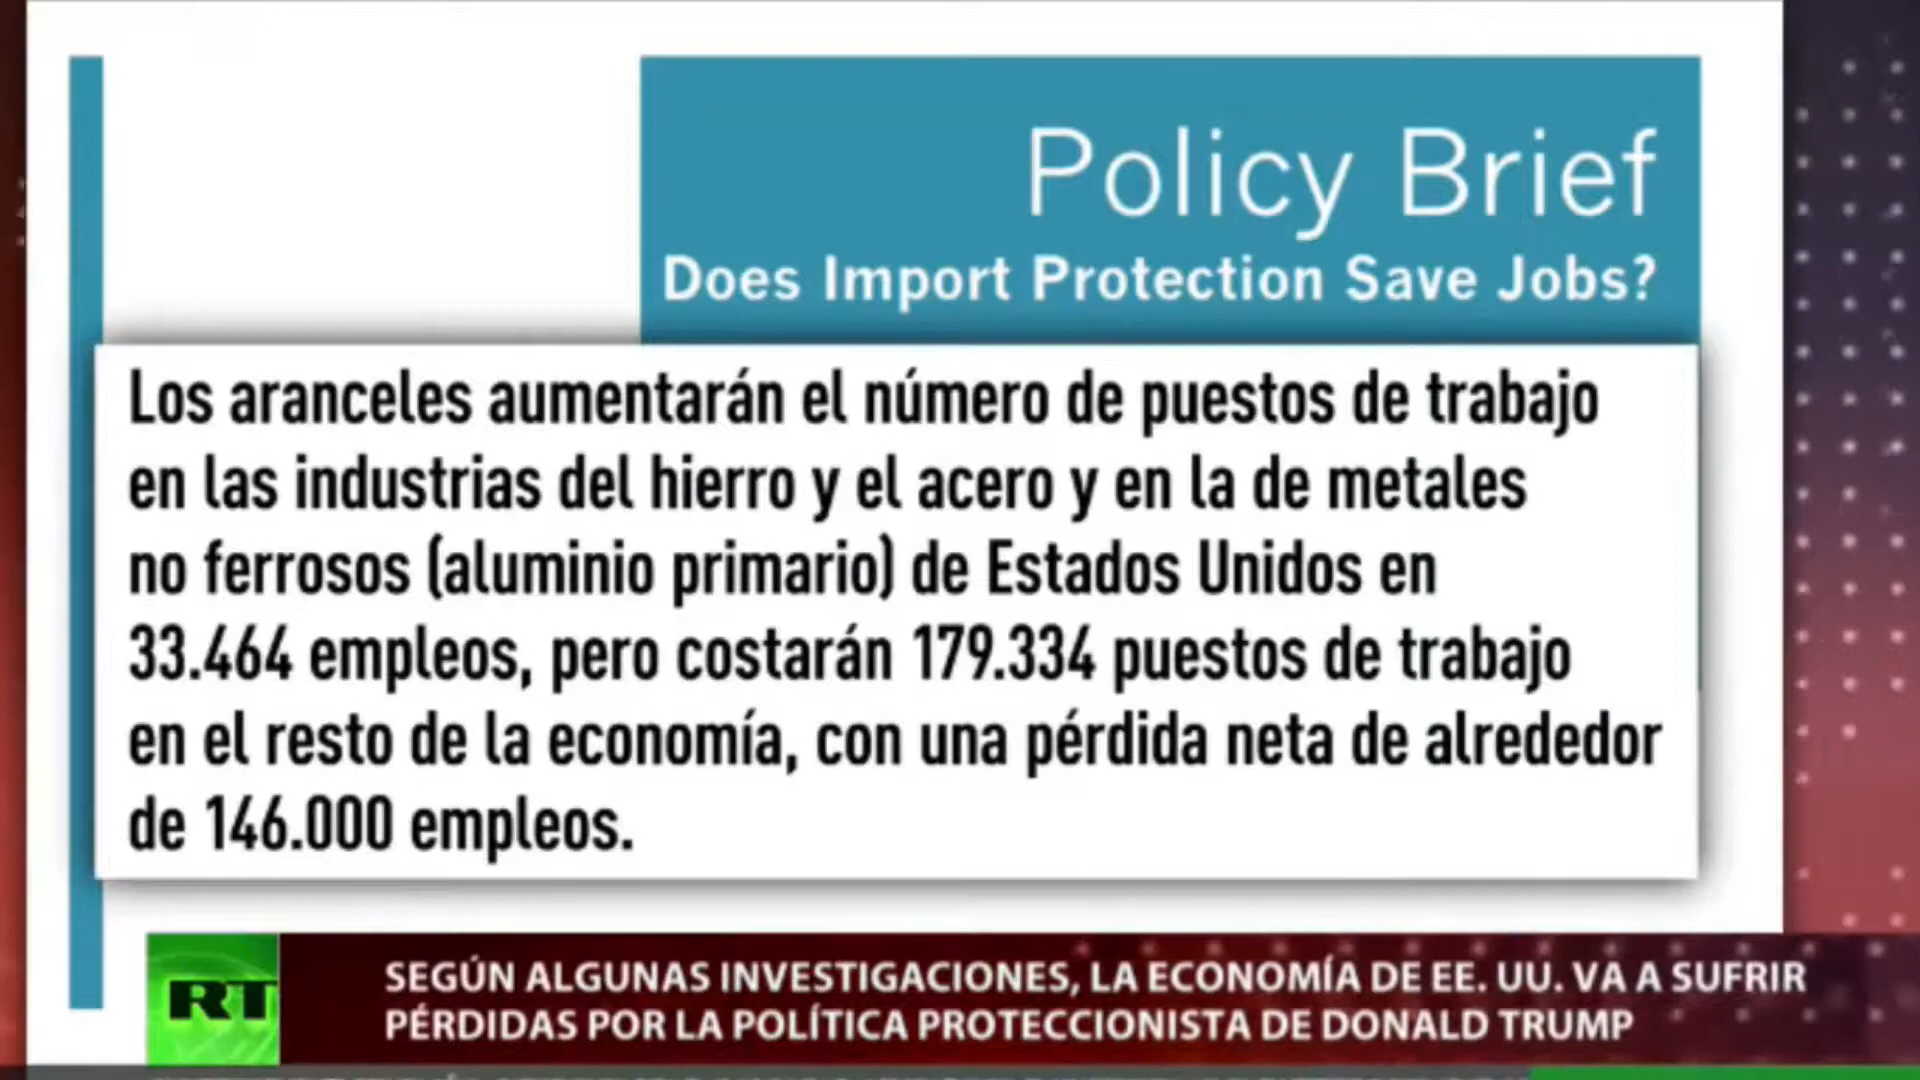 Policy Brief
Does Import Protection Save Jobs?
Los aranceles aumentarán el número de puestos de trabajo
en las industrias del hierro y el acero y en la de metales
no ferrosos (aluminio primario) de Estados Unidos en
33.464 empleos, pero costarán 179.334 puestos de trabajo
en el resto de la economía, con una pérdida neta de alrededor
de 146.000 empleos.
RT
SEGÚN ALGUNAS INVESTIGACIONES, LA ECONOMÍA DE EE. UU. VA A SUFRIR
PÉRDIDAS POR LA POLÍTICA PROTECCIONISTA DE DONALD TRUMP